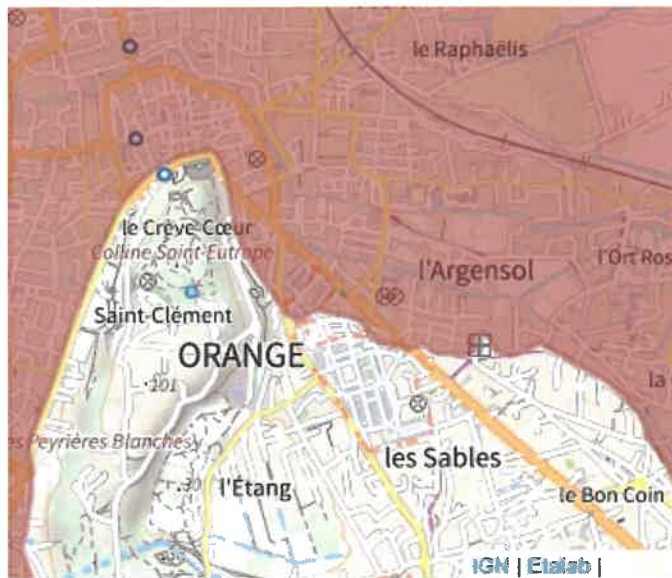 le Raphaëlis
le Crève-Cœur
Colline Saint-Eutrope
l'Argensol
l'Ort Ros
Saint-Clément
ORANGE
la
101
es Peyrières Blanches
les Sables
l'Étang
le Bon Coin
IGN | Etalab |